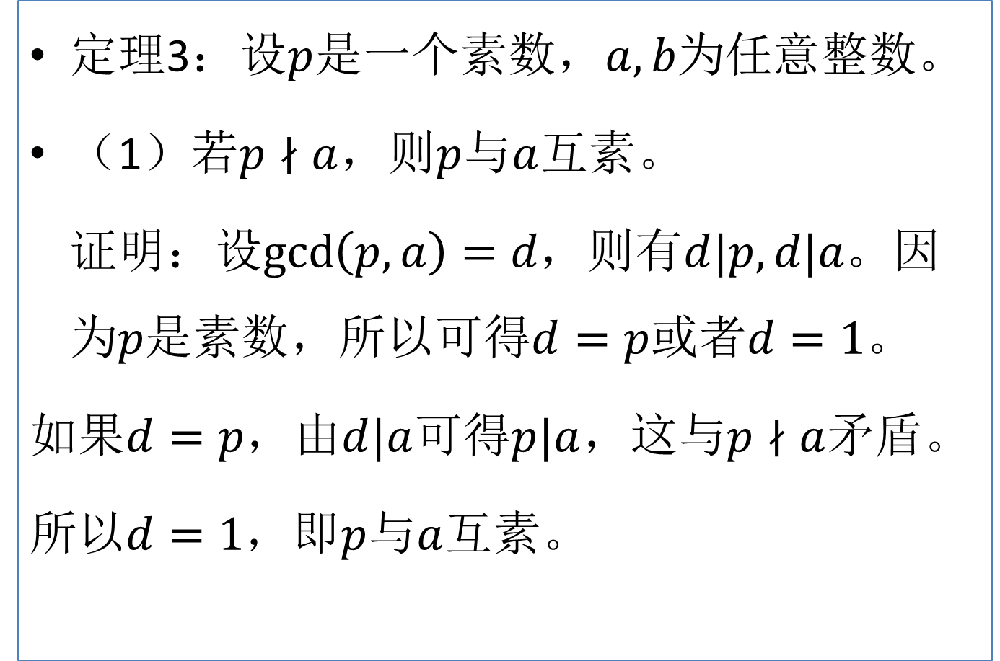 • 定理3：设p是一个素数，a, b为任意整数。
• （1）若p ∤ a，则p与a互素。
证明：设gcd(p, a) = d，则有d|p, d|a。因
为p是素数，所以可得d = p或者d = 1。
如果d = p，由d|a可得p|a，这与p ∤ a矛盾。
所以d = 1，即p与a互素。